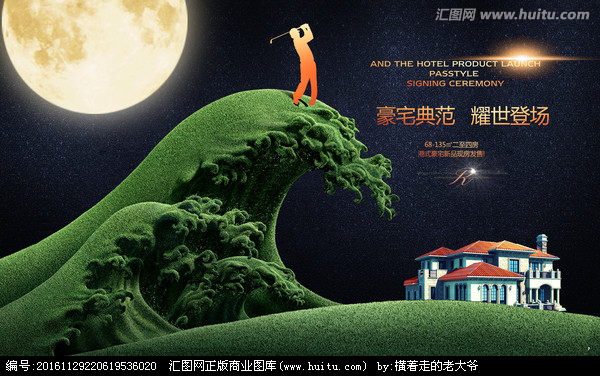 汇图网 www.huitu.com
AND THE HOTEL PRODUCT LAUNCH
PASSTYLE
SIGNING CEREMONY
豪宅典范 耀世登场
68-135㎡二至四房
港式豪宅新品现房发售!
R
编号:20161129220619536020 汇图网正版商业图库(www.huitu.com) by:横著走的老大爷